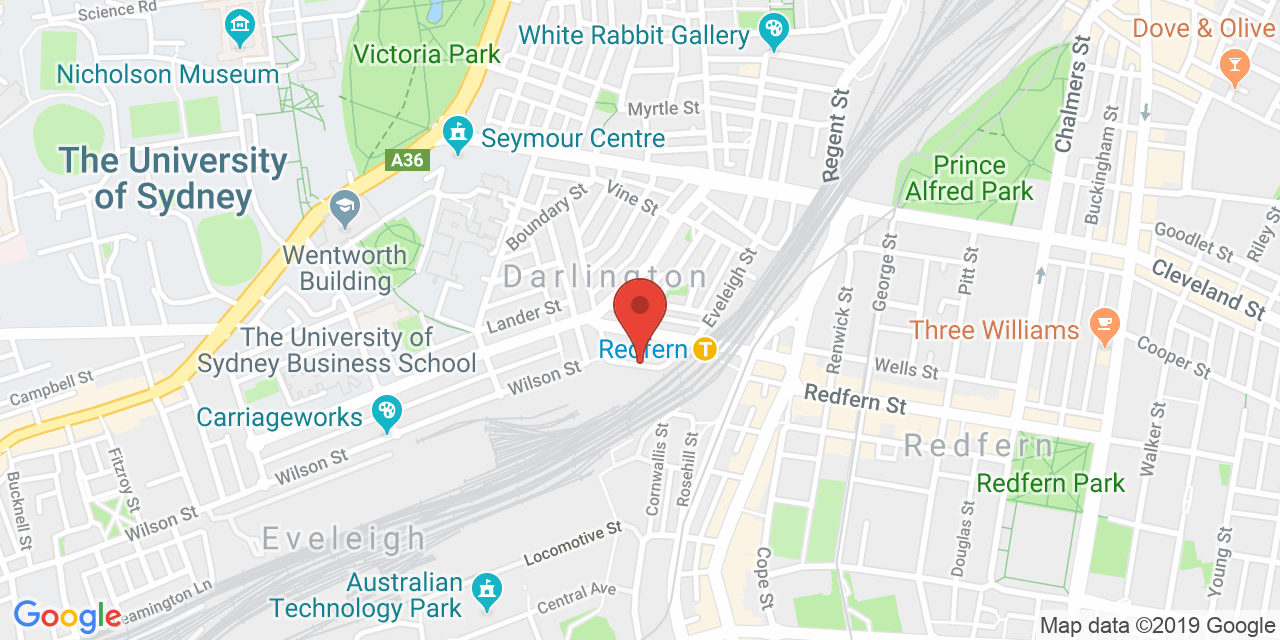 Science Rd
Nicholson Museum
Victoria Park
White Rabbit Gallery
Dove & Olive
Chalmers St
Myrtle St
Regent St
Buckingham St
Seymour Centre
A36
The University
of Sydney
Prince
Alfred Park
Boundary St
Vine St
Riley St
Goodlet St
Wentworth
Building
Darlington
Eveleigh St
George St
Pitt St
Cleveland St
Lander St
Renwick St
The University of
Sydney Business School
Redfern
T
Three Williams
Cooper St
Campbell St
Wilson St
Wells St
Redfern St
Carriageworks
Walker St
Redfern
Wilson St
Cornwallis St
Rosehill St
Redfern Park
Fitzroy St
Bucknell St
Wilson St
Eveleigh
Locomotive St
Douglas St
Young St
Australian
Technology Park
Cope St
Central Ave
Leamington Ln
Google
Map data ©2019 Google